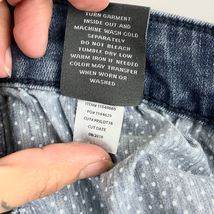 TURN GARMENT
INSIDE OUT AND
MACHINE WASH COLD
SEPARATELY
DO NOT BLEACH
TUMBLE DRY LOW
WARM IRON IF NEEDED
COLOR MAY TRANSFER
WHEN WORN OR
WASHED
CUT DATE